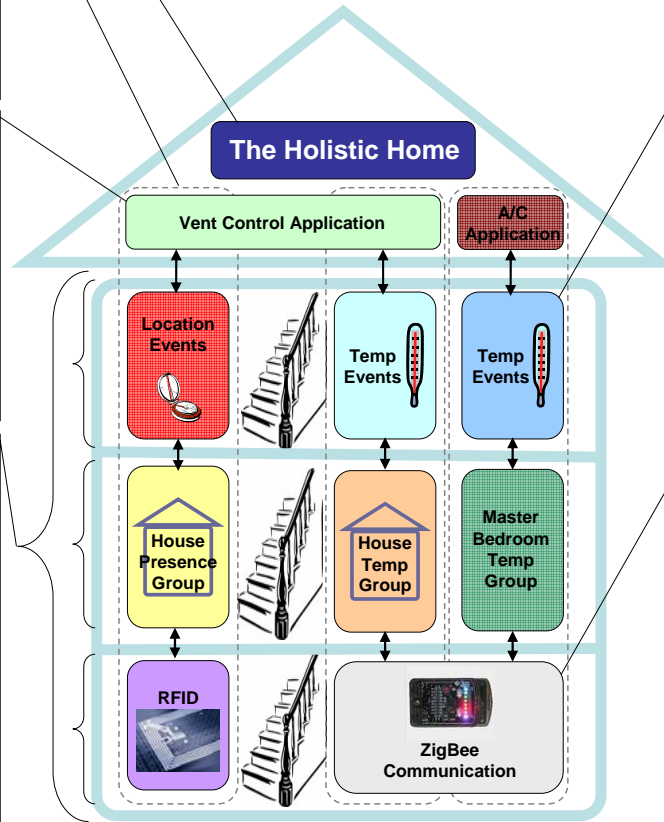 The Holistic Home
Vent Control Application
A/C
Application
Location
Events
Temp
Events
Temp
Events
House
Presence
Group
House
Temp
Group
Master
Bedroom
Temp
Group
RFID
ZigBee
Communication